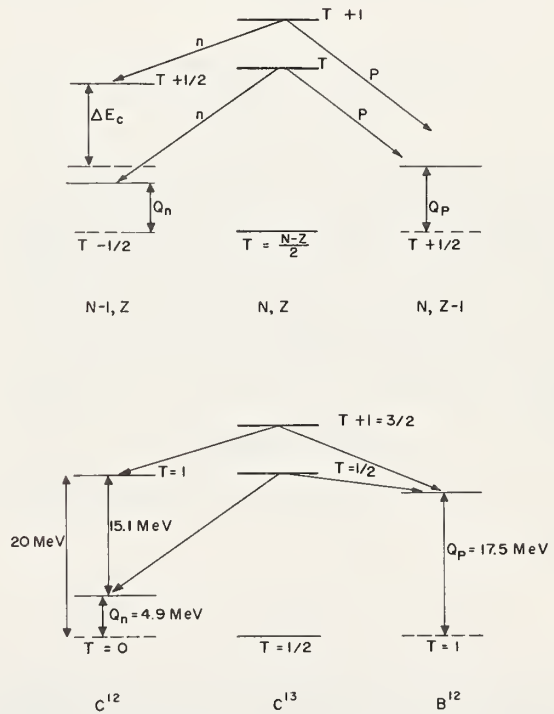 T +1
n
T
P
T +1/2
n
P
ΔE_c
Q_n
Q_P
T -1/2
T = N-Z/2
T +1/2
N-1, Z
N, Z
N, Z-1
T +1 = 3/2
T=1
T=1/2
15.1 MeV
20 MeV
Q_P = 17.5 MeV
Q_n = 4.9 MeV
T = 0
T = 1/2
T = 1
C^12
C^13
B^12